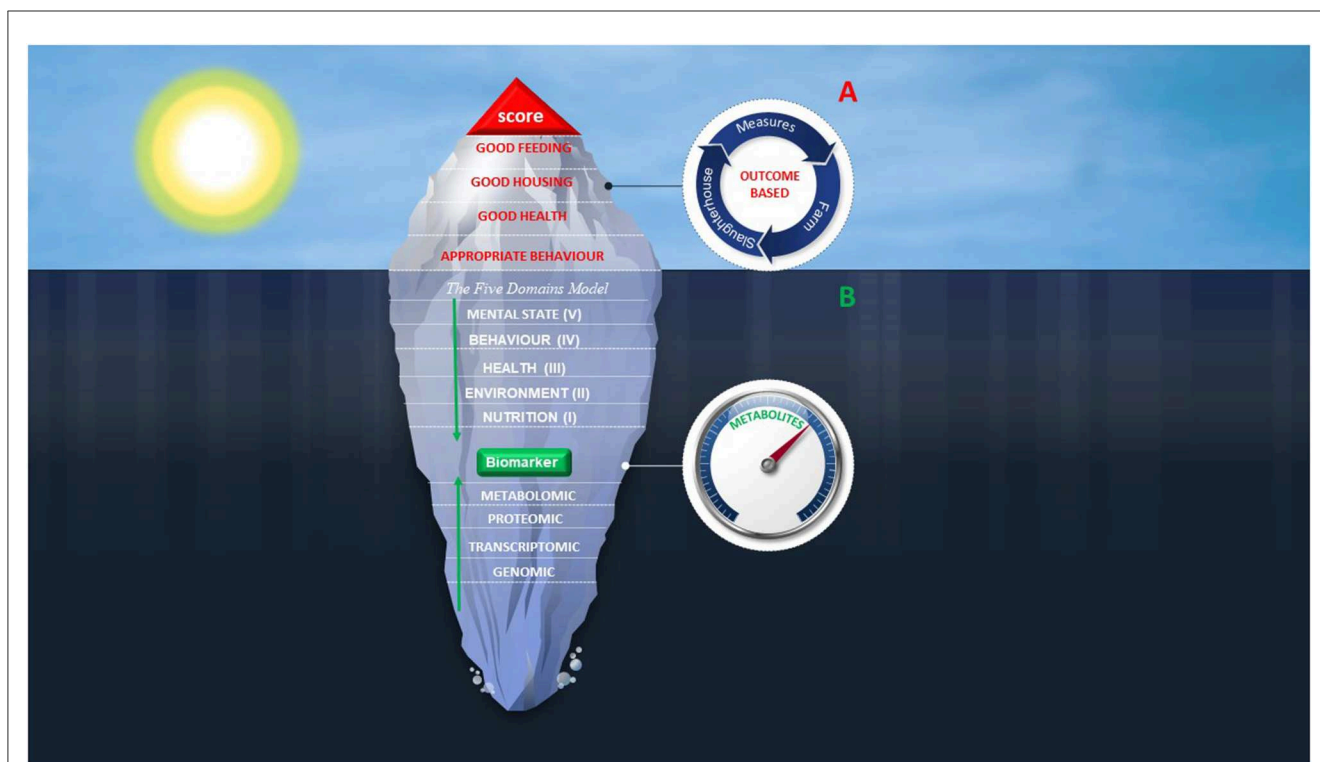 A
score
GOOD FEEDING
GOOD HOUSING
GOOD HEALTH
APPROPRIATE BEHAVIOUR
Measures
Farm
Slaughterhouse
OUTCOME
BASED
B
The Five Domains Model
MENTAL STATE (V)
BEHAVIOUR (IV)
HEALTH (III)
ENVIRONMENT (II)
NUTRITION (I)
Biomarker
METABOLOMIC
PROTEOMIC
TRANSCRIPTOMIC
GENOMIC
METABOLITES